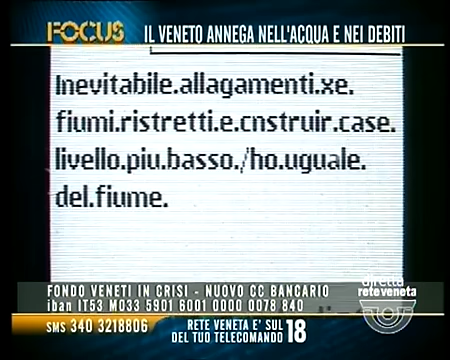 FOCUS
IL VENETO ANNEGA NELL'ACQUA E NEI DEBITI
Inevitabile.allagamenti.xe.
fiumi.ristretti.e.cnstruir.case.
livello.piu.basso./ho.uguale.
del.fiume.
FONDO VENETI IN CRISI - NUOVO CC BANCARIO
iban IT53 M033 5901 6001 0000 0078 840
diretta
reteveneta
SMS 340 3218806
RETE VENETA E' SUL
DEL TUO TELECOMANDO 18